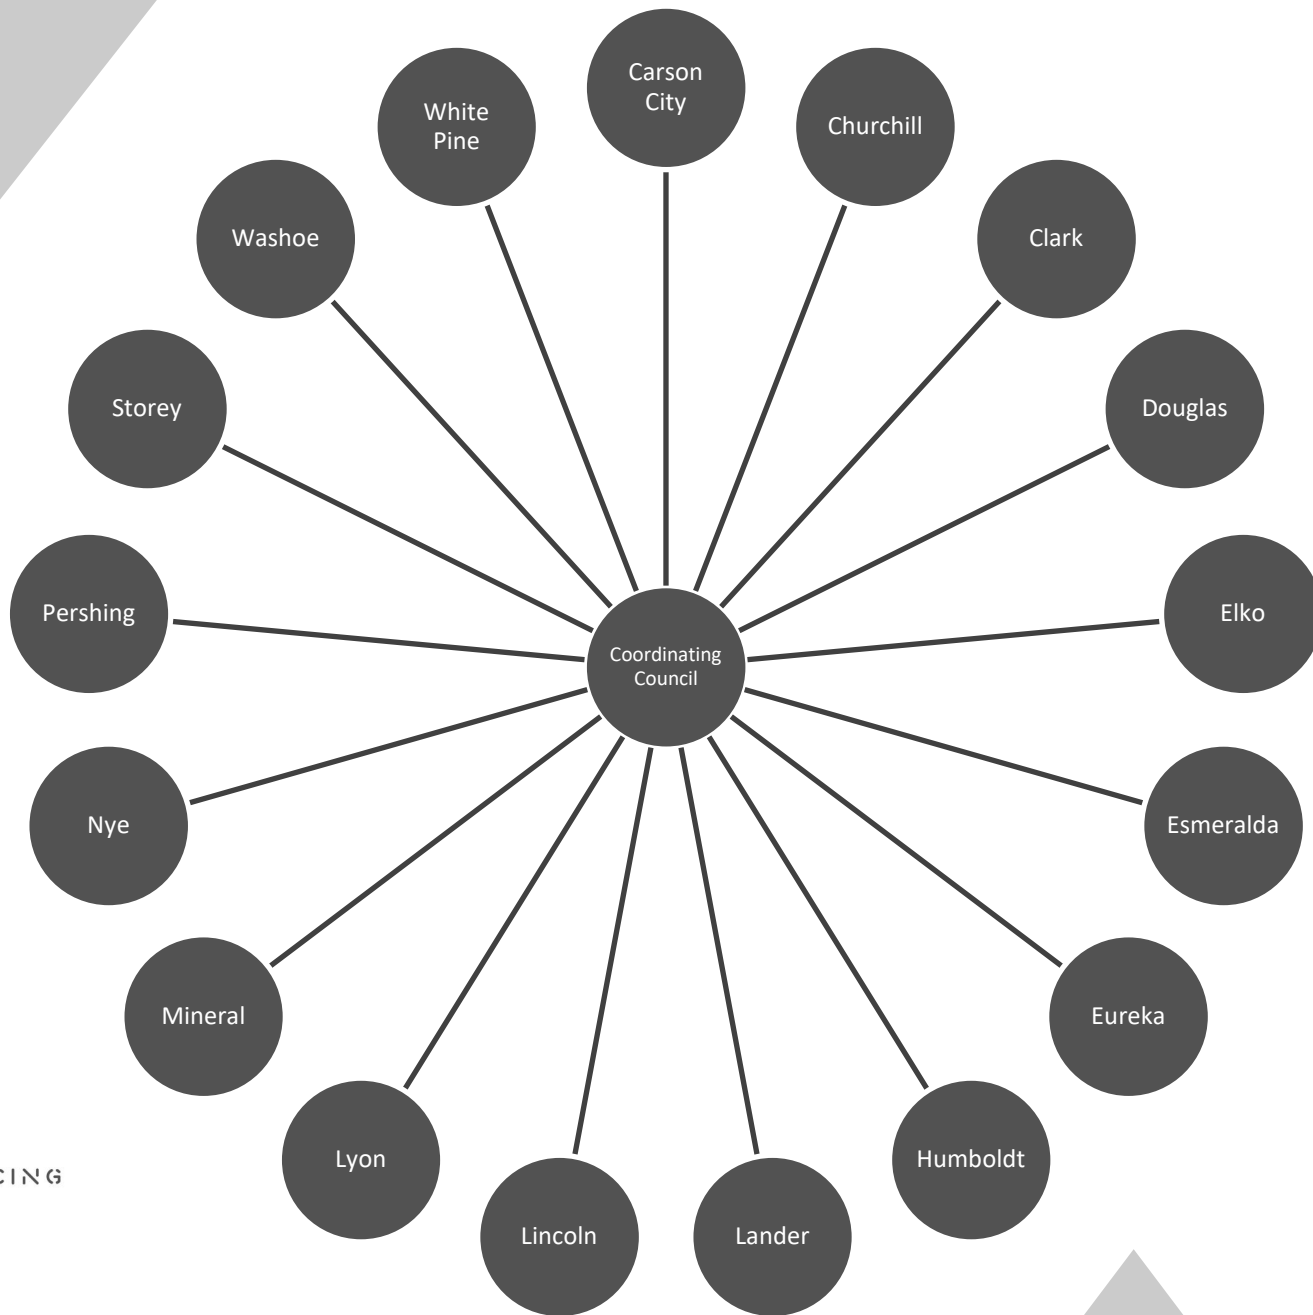 Carson
City
Churchill
Clark
Douglas
Elko
Esmeralda
Eureka
Humboldt
Lander
Lincoln
Lyon
Mineral
Nye
Pershing
Storey
Washoe
White
Pine
Coordinating
Council